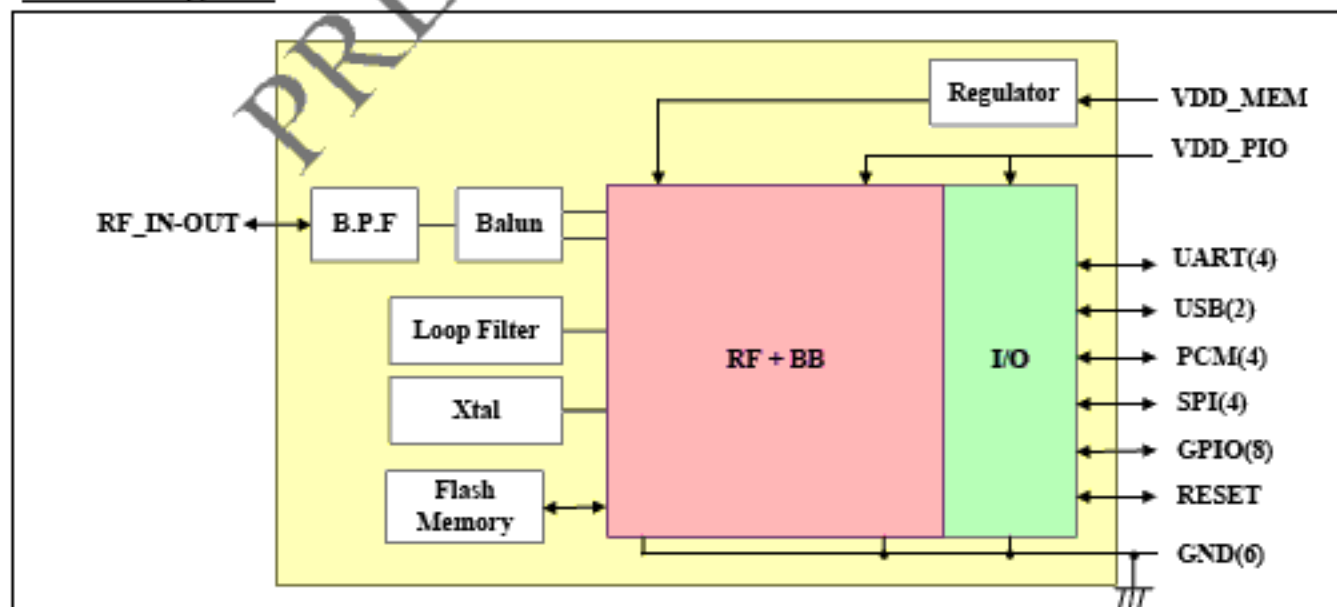 Regulator
VDD_MEM
VDD_PIO
RF_IN-OUT
B.P.F
Balun
UART(4)
Loop Filter
USB(2)
RF + BB
I/O
PCM(4)
Xtal
SPI(4)
GPIO(8)
Flash
Memory
RESET
GND(6)